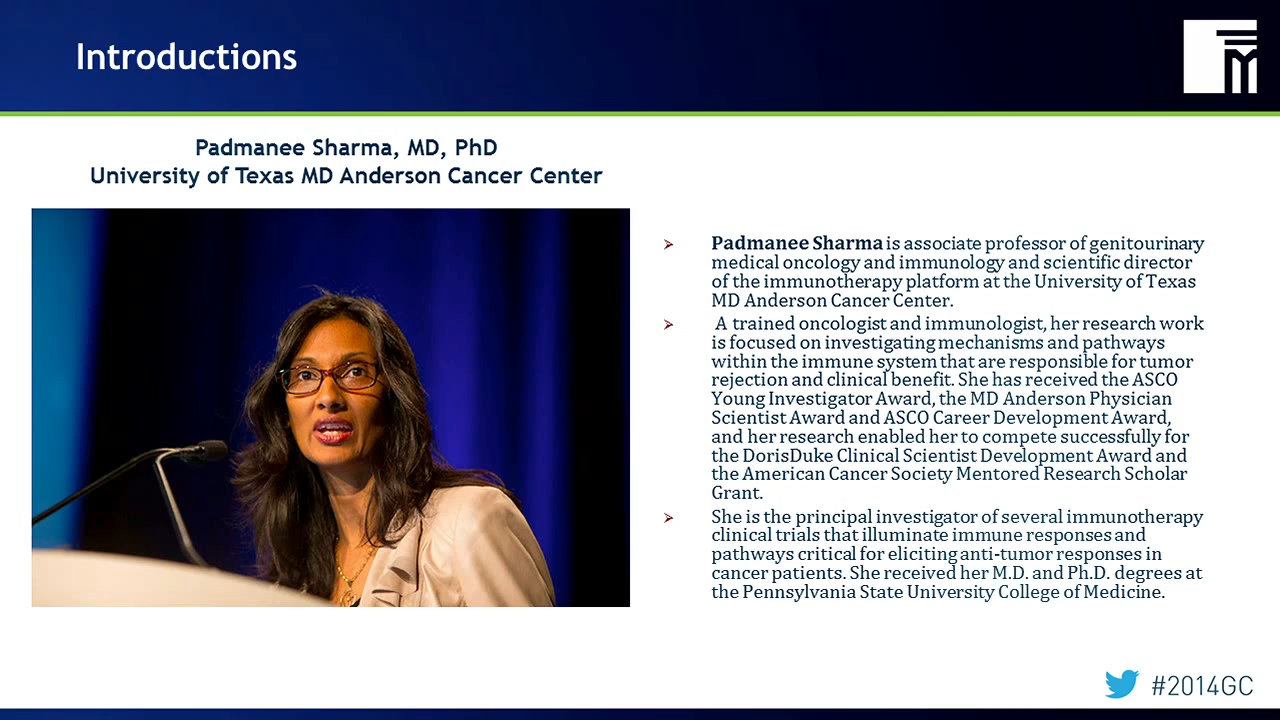 Introductions
Padmanee Sharma, MD, PhD
University of Texas MD Anderson Cancer Center
Padmanee Sharma is associate professor of genitourinary
medical oncology and immunology and scientific director
of the immunotherapy platform at the University of Texas
MD Anderson Cancer Center.
A trained oncologist and immunologist, her research work
is focused on investigating mechanisms and pathways
within the immune system that are responsible for tumor
rejection and clinical benefit. She has received the ASCO
Young Investigator Award, the MD Anderson Physician
Scientist Award and ASCO Career Development Award,
and her research enabled her to compete successfully for
the DorisDuke Clinical Scientist Development Award and
the American Cancer Society Mentored Research Scholar
Grant.
She is the principal investigator of several immunotherapy
clinical trials that illuminate immune responses and
pathways critical for eliciting anti-tumor responses in
cancer patients. She received her M.D. and Ph.D. degrees at
the Pennsylvania State University College of Medicine.
#2014GC